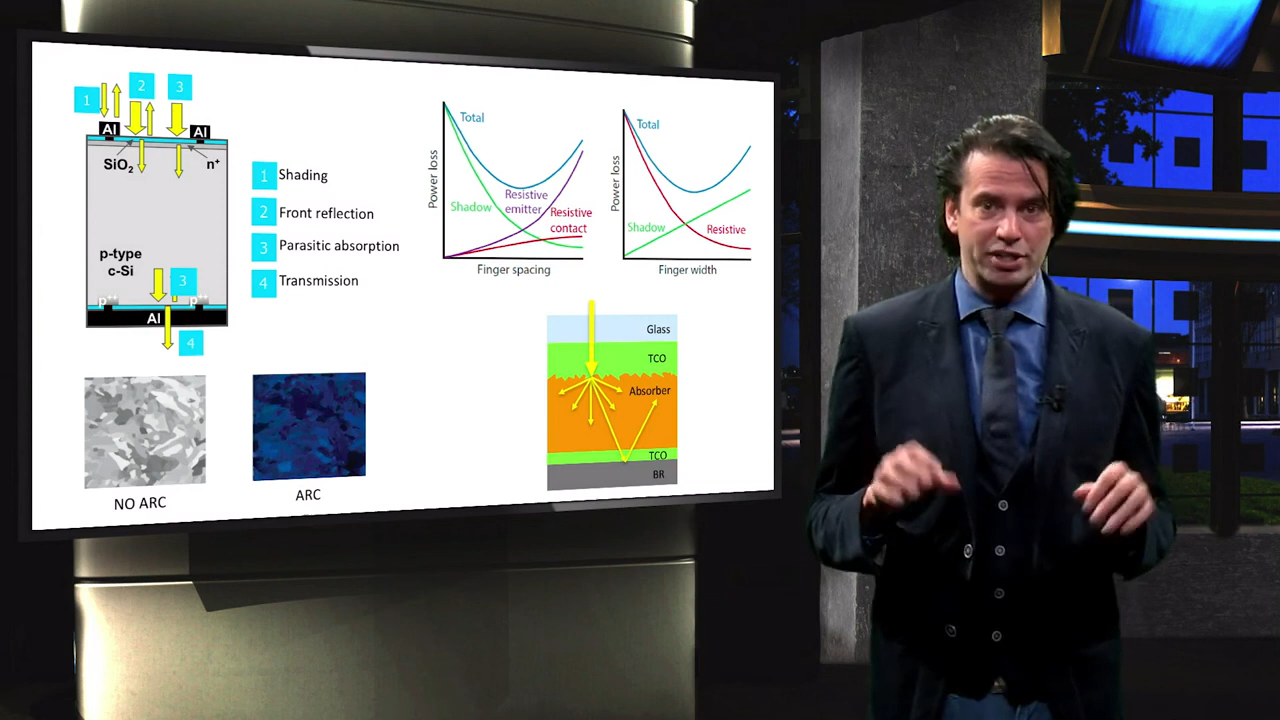 1
2
3
Al
Al
SiO2
n+
p-type
c-Si
3
p++
p++
Al
4
1 Shading
2 Front reflection
3 Parasitic absorption
4 Transmission
NO ARC
ARC
Power loss
Total
Shadow
Resistive
emitter
Resistive
contact
Finger spacing
Power loss
Total
Shadow
Resistive
Finger width
Glass
TCO
Absorber
TCO
BR